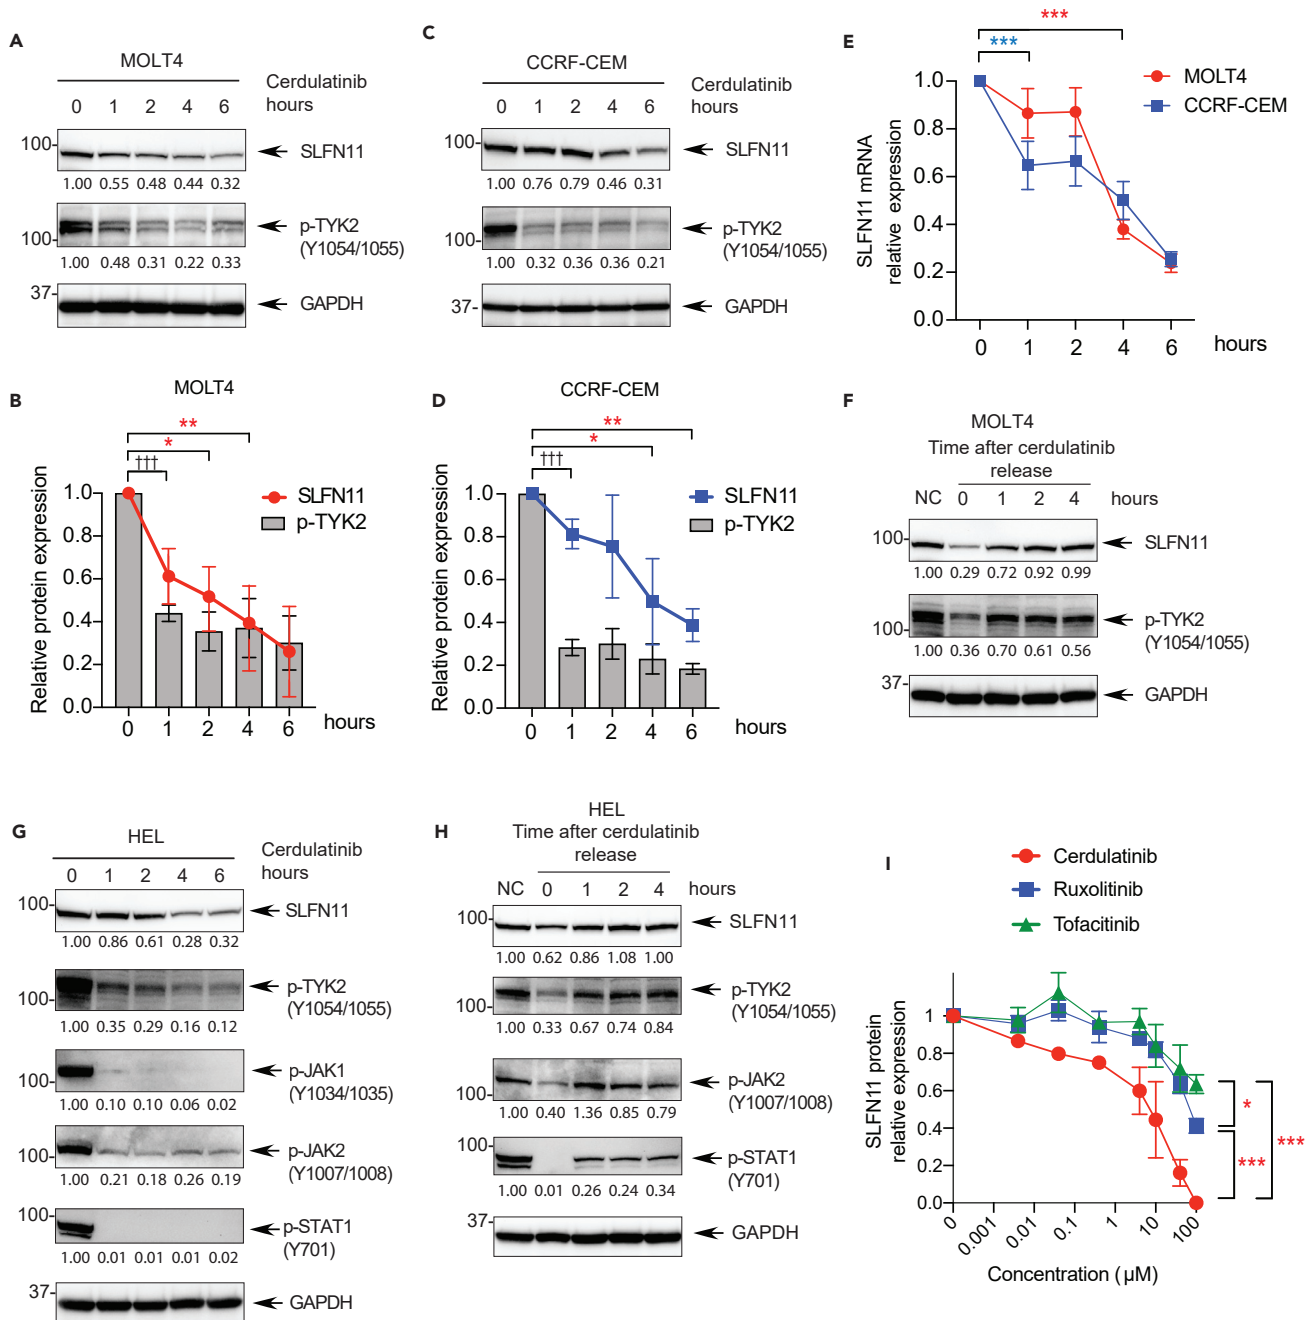 A
MOLT4
Cerdulatinib
hours
0 1 2 4 6
100
SLFN11
1.00 0.55 0.48 0.44 0.32
p-TYK2
(Y1054/1055)
100
1.00 0.48 0.31 0.22 0.33
37
GAPDH
C
CCRF-CEM
Cerdulatinib
hours
0 1 2 4 6
100
SLFN11
1.00 0.76 0.79 0.46 0.31
p-TYK2
(Y1054/1055)
100
1.00 0.32 0.36 0.36 0.21
37
GAPDH
E
***
***
MOLT4
CCRF-CEM
SLFN11 mRNA
relative expression
1.0
0.8
0.6
0.4
0.2
0.0
0 1 2 4 6
hours
B
MOLT4
**
*
†††
SLFN11
p-TYK2
Relative protein expression
1.0
0.8
0.6
0.4
0.2
0.0
0 1 2 4 6
hours
D
CCRF-CEM
**
*
†††
SLFN11
p-TYK2
Relative protein expression
1.0
0.8
0.6
0.4
0.2
0.0
0 1 2 4 6
hours
F
MOLT4
Time after cerdulatinib
release
NC 0 1 2 4 hours
100
SLFN11
1.00 0.29 0.72 0.92 0.99
p-TYK2
(Y1054/1055)
100
1.00 0.36 0.70 0.61 0.56
37
GAPDH
G
HEL
Cerdulatinib
hours
0 1 2 4 6
100
SLFN11
1.00 0.86 0.61 0.28 0.32
p-TYK2
(Y1054/1055)
100
1.00 0.35 0.29 0.16 0.12
p-JAK1
(Y1034/1035)
100
1.00 0.10 0.10 0.06 0.02
p-JAK2
(Y1007/1008)
100
1.00 0.21 0.18 0.26 0.19
100
p-STAT1
(Y701)
1.00 0.01 0.01 0.01 0.02
37
GAPDH
H
HEL
Time after cerdulatinib
release
NC 0 1 2 4 hours
100
SLFN11
1.00 0.62 0.86 1.08 1.00
p-TYK2
(Y1054/1055)
100
1.00 0.33 0.67 0.74 0.84
p-JAK2
(Y1007/1008)
100
1.00 0.40 1.36 0.85 0.79
100
p-STAT1
(Y701)
1.00 0.01 0.26 0.24 0.34
37
GAPDH
I
Cerdulatinib
Ruxolitinib
Tofacitinib
SLFN11 protein
relative expression
1
0.8
0.6
0.4
0.2
0.0
*
***
***
0 0.001 0.01 0.1 1 10 100
Concentration (µM)